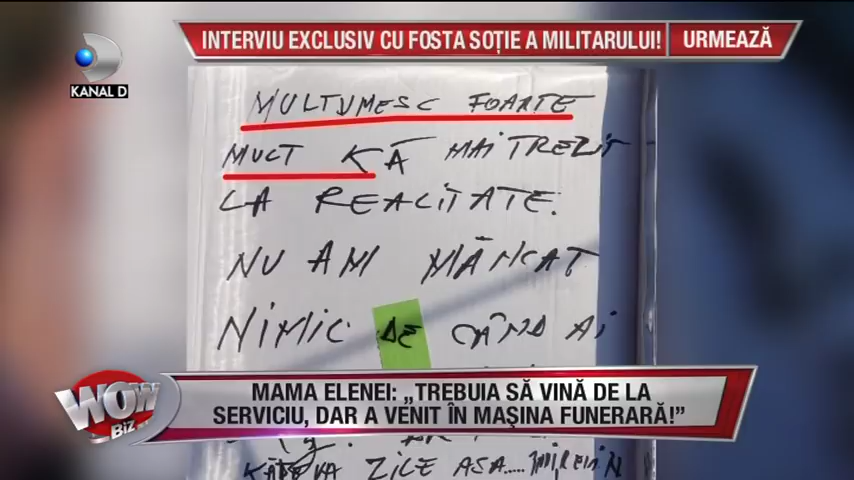 INTERVIU EXCLUSIV CU FOSTA SOȚIE A MILITARULUI! URMEAZĂ
KANAL D
MULTUMESC FOARTE
MULT KĂ MAI TREZIT
LA REALITATE.
NU AM MÂNCAT
NIMIC DE CÂND AI
WOW
BIZ
MAMA ELENEI: „TREBUIA SĂ VINĂ DE LA
SERVICIU, DAR A VENIT ÎN MAȘINA FUNERARĂ!”
ZICE ASA.....